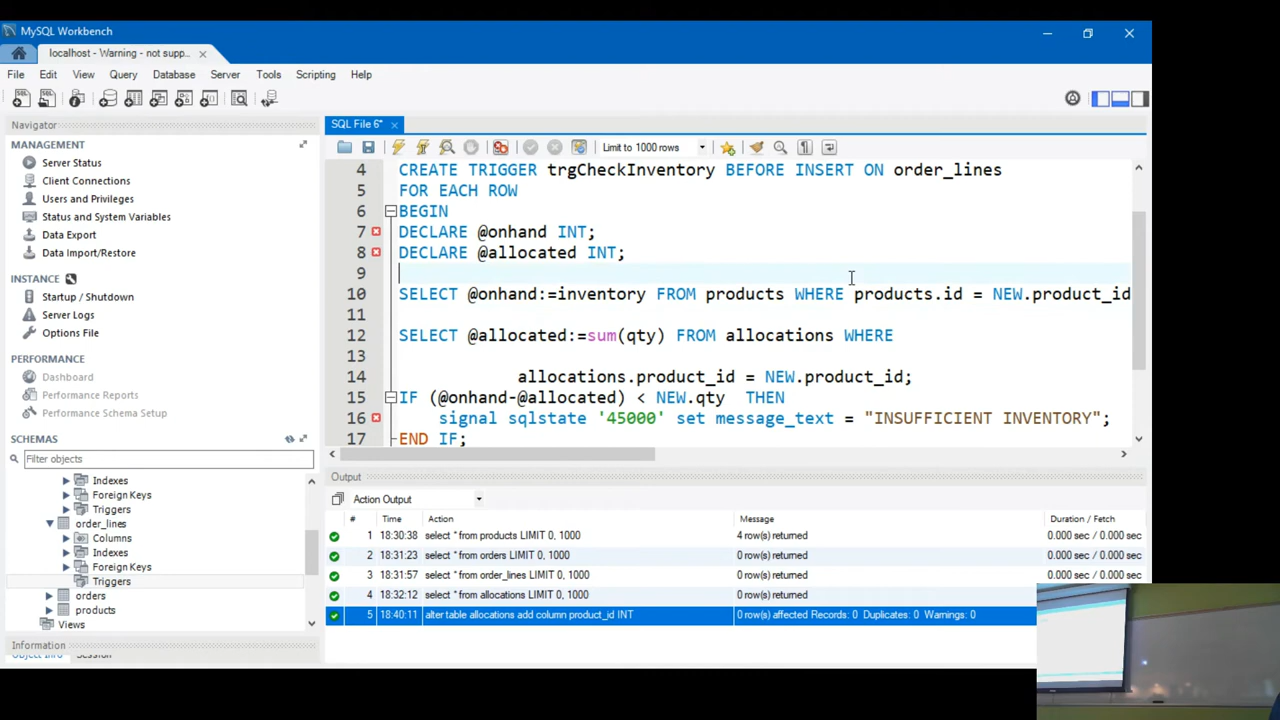 MySQL Workbench
localhost - Warning - not supp..
File Edit View Query Database Server Tools Scripting Help
Navigator
MANAGEMENT
Server Status
Client Connections
Users and Privileges
Status and System Variables
Data Export
Data Import/Restore
INSTANCE
Startup / Shutdown
Server Logs
Options File
PERFORMANCE
Dashboard
Performance Reports
Performance Schema Setup
SCHEMAS
Filter objects
Indexes
Foreign Keys
Triggers
order_lines
Columns
Indexes
Foreign Keys
Triggers
orders
products
Views
Information
Object Info Session
SQL File 6*
Limit to 1000 rows
4 CREATE TRIGGER trgCheckInventory BEFORE INSERT ON order_lines
5 FOR EACH ROW
6 BEGIN
7 DECLARE @onhand INT;
8 DECLARE @allocated INT;
9
10 SELECT @onhand:=inventory FROM products WHERE products.id = NEW.product_id
11
12 SELECT @allocated:=sum(qty) FROM allocations WHERE
13
14 allocations.product_id = NEW.product_id;
15 IF (@onhand-@allocated) < NEW.qty THEN
16 signal sqlstate '45000' set message_text = "INSUFFICIENT INVENTORY";
17 END IF;
Output
Action Output
# Time Action Message Duration / Fetch
1 18:30:38 select * from products LIMIT 0, 1000 4 row(s) returned 0.000 sec / 0.000 sec
2 18:31:23 select * from orders LIMIT 0, 1000 0 row(s) returned 0.000 sec / 0.000 sec
3 18:31:57 select * from order_lines LIMIT 0, 1000 0 row(s) returned 0.000 sec / 0.000 sec
4 18:32:12 select * from allocations LIMIT 0, 1000 0 row(s) returned
5 18:40:11 alter table allocations add column product_id INT 0 row(s) affected Records: 0 Duplicates: 0 Warnings: 0